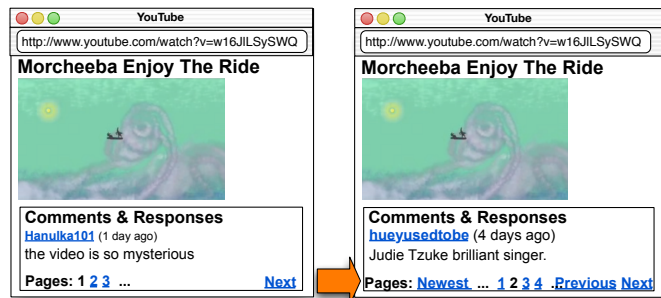 YouTube
http://www.youtube.com/watch?v=w16JILSySWQ
Morcheeba Enjoy The Ride
Comments & Responses
Hanulka101 (1 day ago)
the video is so mysterious
Pages: 1 2 3 ... Next
YouTube
http://www.youtube.com/watch?v=w16JILSySWQ
Morcheeba Enjoy The Ride
Comments & Responses
hueyusedtobe (4 days ago)
Judie Tzuke brilliant singer.
Pages: Newest ... 1 2 3 4 .Previous Next